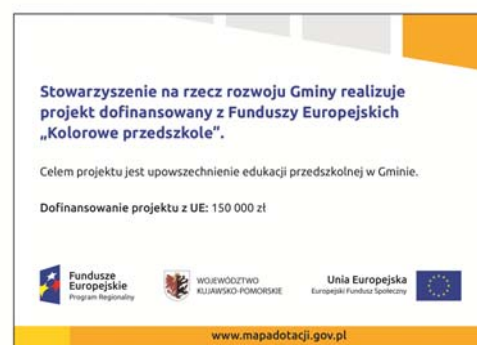 Stowarzyszenie na rzecz rozwoju Gminy realizuje
projekt dofinansowany z Funduszy Europejskich
„Kolorowe przedszkole”.
Celem projektu jest upowszechnienie edukacji przedszkolnej w Gminie.
Dofinansowanie projektu z UE: 150 000 zł
Fundusze
Europejskie
Program Regionalny
WOJEWÓDZTWO
KUJAWSKO-POMORSKIE
Unia Europejska
Europejski Fundusz Społeczny
www.mapadotacji.gov.pl